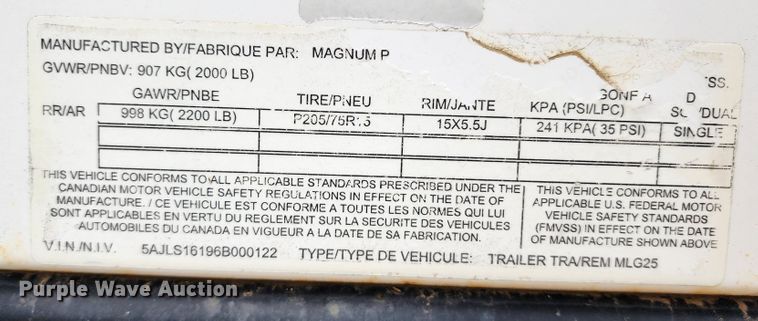 MANUFACTURED BY/FABRIQUE PAR: MAGNUM P
GVWR/PNBV: 907 KG( 2000 LB) SS.
GAWR/PNBE TIRE/PNEU RIM/JANTE KPA (PSI/LPC) DUAL
RR/AR 998 KG( 2200 LB) P205/75R15 15X5.5J 241 KPA( 35 PSI) SINGLE
THIS VEHICLE CONFORMS TO ALL APPLICABLE STANDARDS PRESCRIBED UNDER THE
CANADIAN MOTOR VEHICLE SAFETY REGULATIONS IN EFFECT ON THE DATE OF
MANUFACTURE. / CE VEHICULE EST CONFORME A TOUTES LES NORMES QUI LUI
SONT APPLICABLES EN VERTU DU REGLEMENT SUR LA SECURITE DES VEHICULES
AUTOMOBILES DU CANADA EN VIGUEUR A LA DATE DE SA FABRICATION.
THIS VEHICLE CONFORMS TO ALL
APPLICABLE U.S. FEDERAL MOTOR
VEHICLE SAFETY STANDARDS
(FMVSS) IN EFFECT ON THE DATE
OF MANUFACTURE SHOWN ABOVE
V.I.N./N.I.V. 5AJLS16196B000122 TYPE/TYPE DE VEHICULE: TRAILER TRA/REM MLG25
Purple Wave Auction